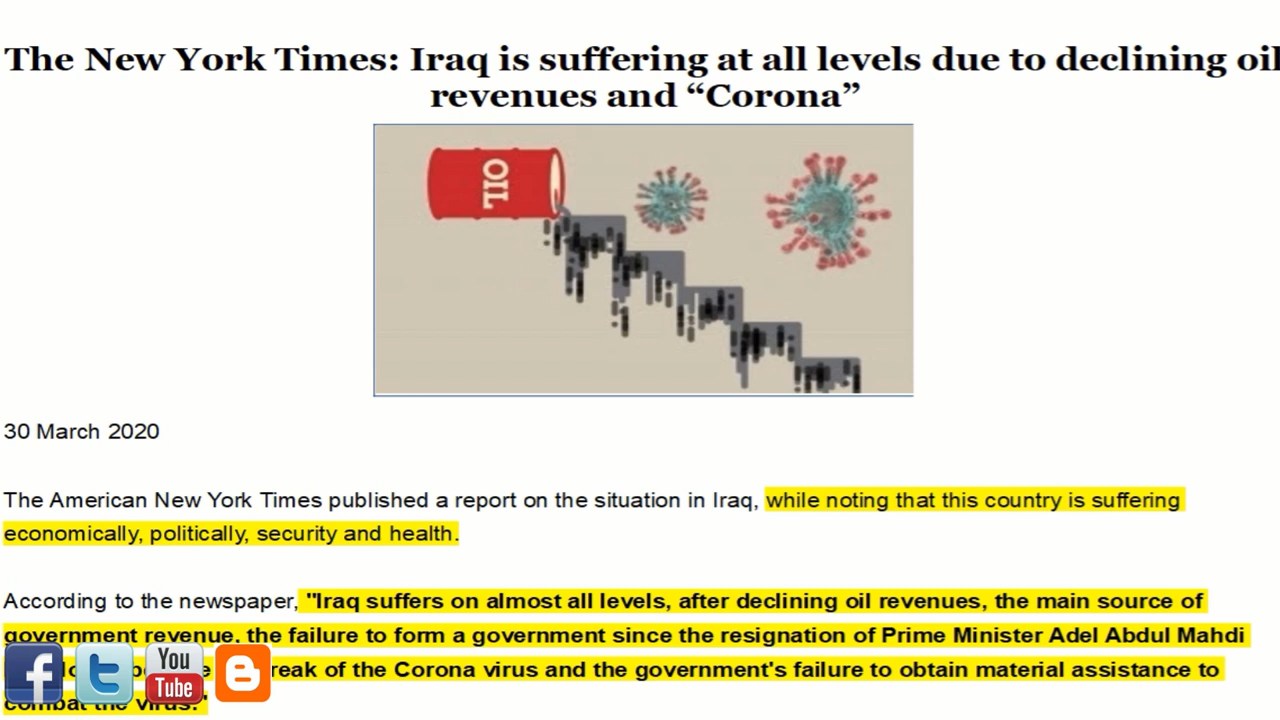 The New York Times: Iraq is suffering at all levels due to declining oil
revenues and “Corona”
OIL
30 March 2020
The American New York Times published a report on the situation in Iraq, while noting that this country is suffering
economically, politically, security and health.
According to the newspaper, "Iraq suffers on almost all levels, after declining oil revenues, the main source of
government revenue, the failure to form a government since the resignation of Prime Minister Adel Abdul Mahdi
of the Corona virus and the government's failure to obtain material assistance to
combat the virus."
f
t
You
Tube
B